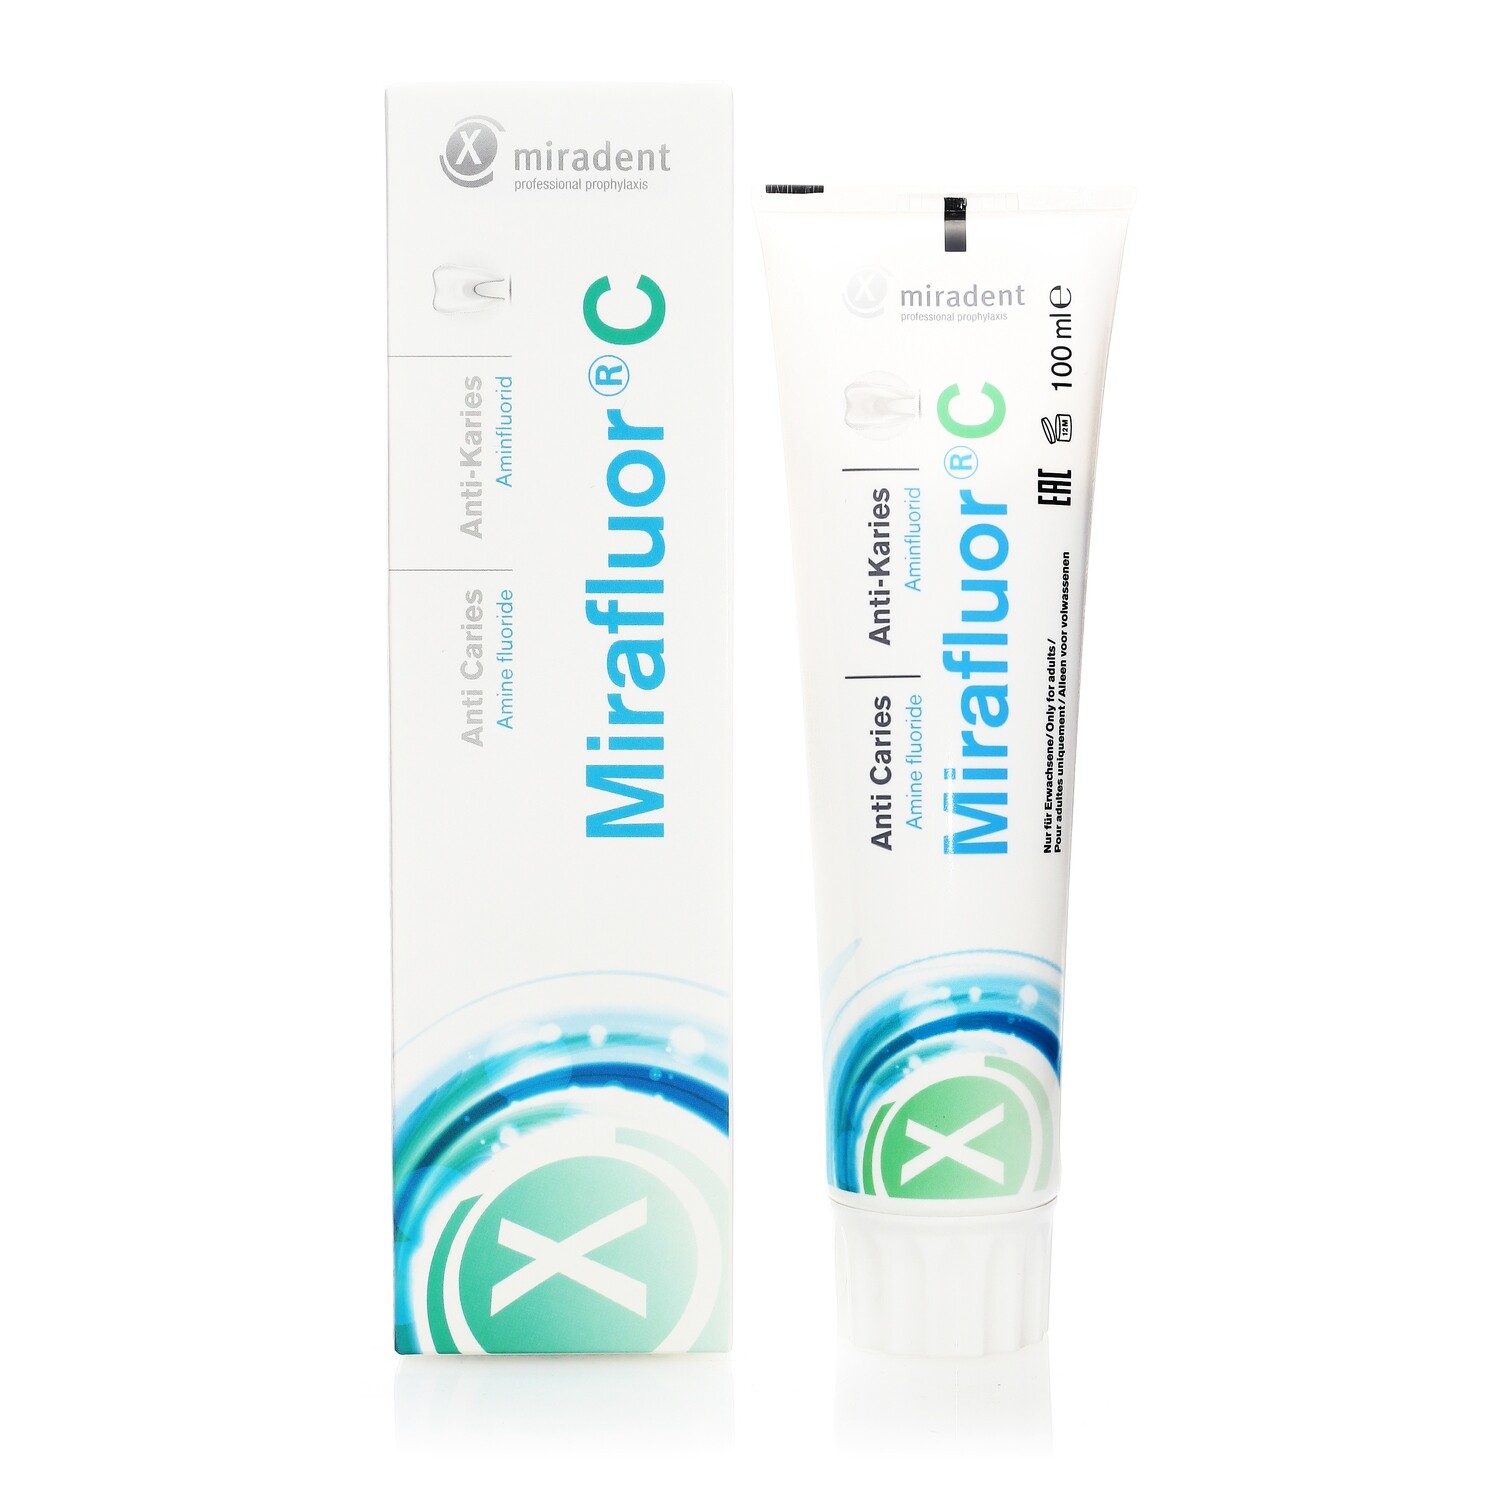 X
miradent
professional prophylaxis
Anti Caries
Amine fluoride
Anti-Karies
Aminfluorid
Mirafluor® C
X
X
miradent
professional prophylaxis
Anti Caries
Amine fluoride
Anti-Karies
Aminfluorid
Mirafluor® C
Nur für Erwachsene/Only for adults/
Pour adultes uniquement/Alleen voor volwassenen
EAC
12M
100 ml ℮
X